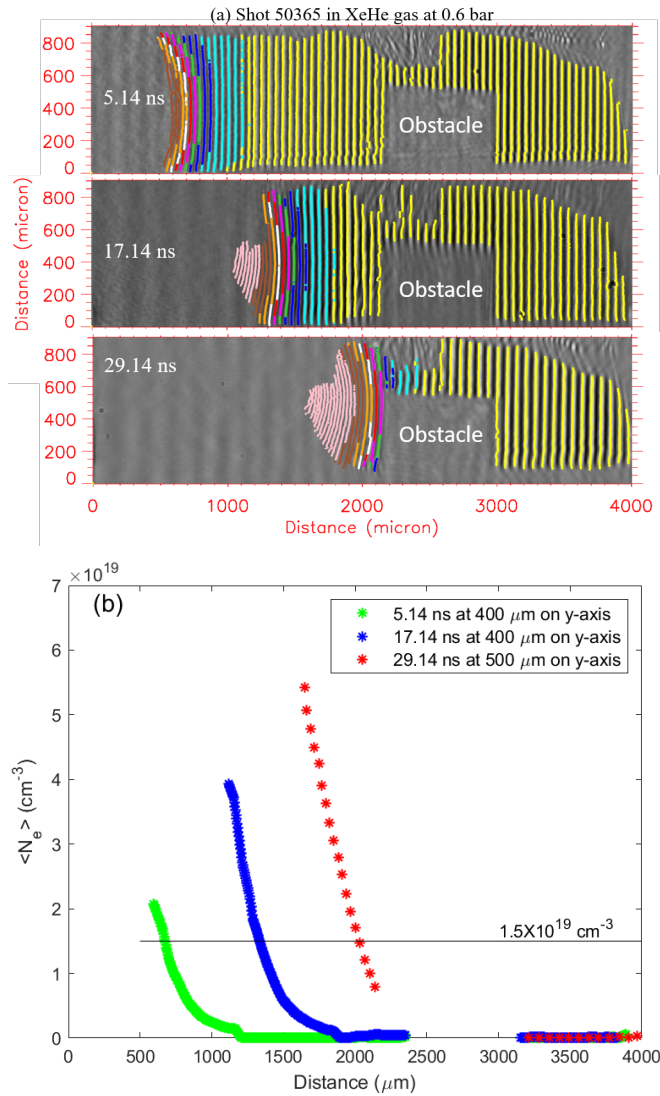 (a) Shot 50365 in XeHe gas at 0.6 bar
800
600
400
200
0
5.14 ns
Obstacle
Distance (micron)
800
600
400
200
0
17.14 ns
Obstacle
800
600
400
200
0
29.14 ns
Obstacle
0 1000 2000 3000 4000
Distance (micron)
× 10^19
(b)
7
6
5
4
3
2
1
0
<N_e> (cm^-3)
5.14 ns at 400 μm on y-axis
17.14 ns at 400 μm on y-axis
29.14 ns at 500 μm on y-axis
1.5X10^19 cm^-3
0 500 1000 1500 2000 2500 3000 3500 4000
Distance (μm)